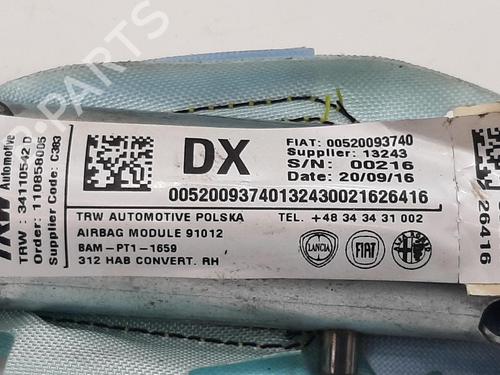 TRW Automotive
TRW : 34110542 D
Order : 110858005
Supplier Code: C383
DX
FIAT: 00520093740
Supplier: 13243
S/N: 00216
Date: 20/09/16
00520093740132430021626416
TRW AUTOMOTIVE POLSKA
TEL. +48 34 34 31 002
AIRBAG MODULE 91012
BAM-PT1-1659
312 HAB CONVERT. RH
LANCIA
FIAT
26416
PARTS